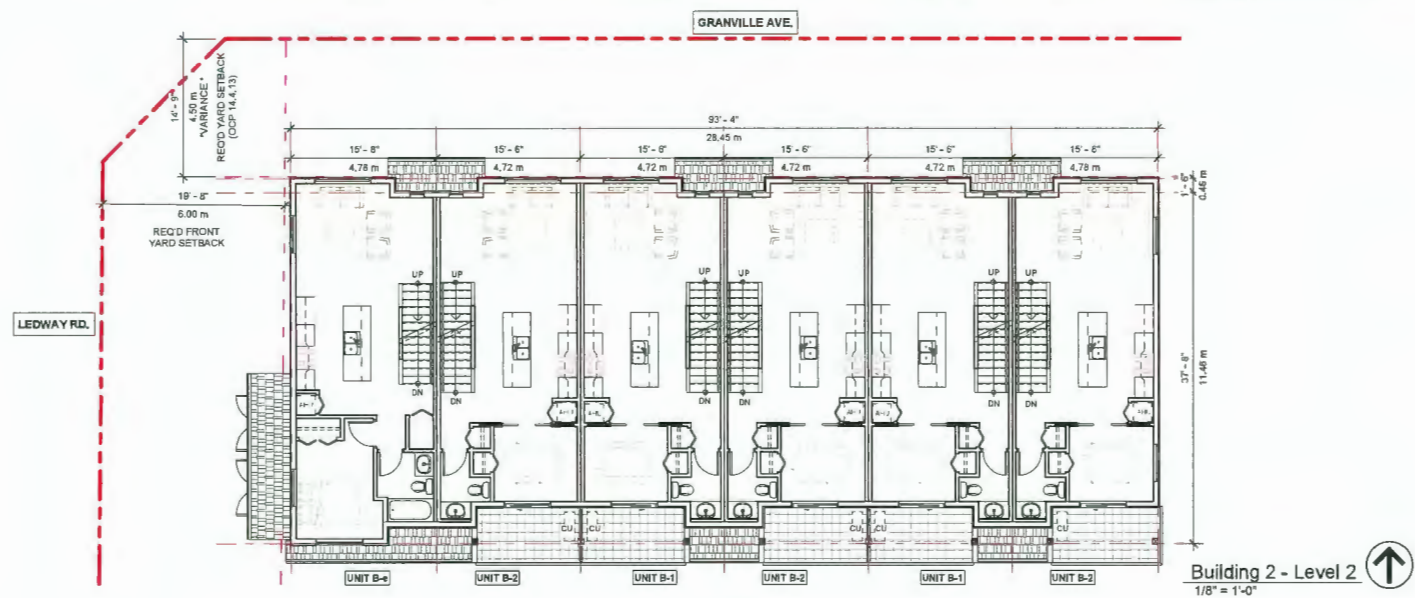 GRANVILLE AVE.
14' - 9"
4.50 m
*VARIANCE*
REQ'D YARD SETBACK
(OCP 14.4.13)
93' - 4"
28.45 m
15' - 8"
15' - 6"
15' - 6"
15' - 6"
15' - 6"
4.78 m
4.72 m
4.72 m
4.72 m
4.72 m
4.78 m
1' - 6"
0.45 m
19' - 8"
6.00 m
REQ'D FRONT
YARD SETBACK
UP
UP
UP
UP
UP
UP
LEDWAY RD.
37' - 8"
11.48 m
DN
DN
DN
DN
DN
DN
CU
CU
CU
CU
CU
UNIT B-e
UNIT B-2
UNIT B-1
UNIT B-2
UNIT B-1
UNIT B-2
Building 2 - Level 2
1/8" = 1'-0"